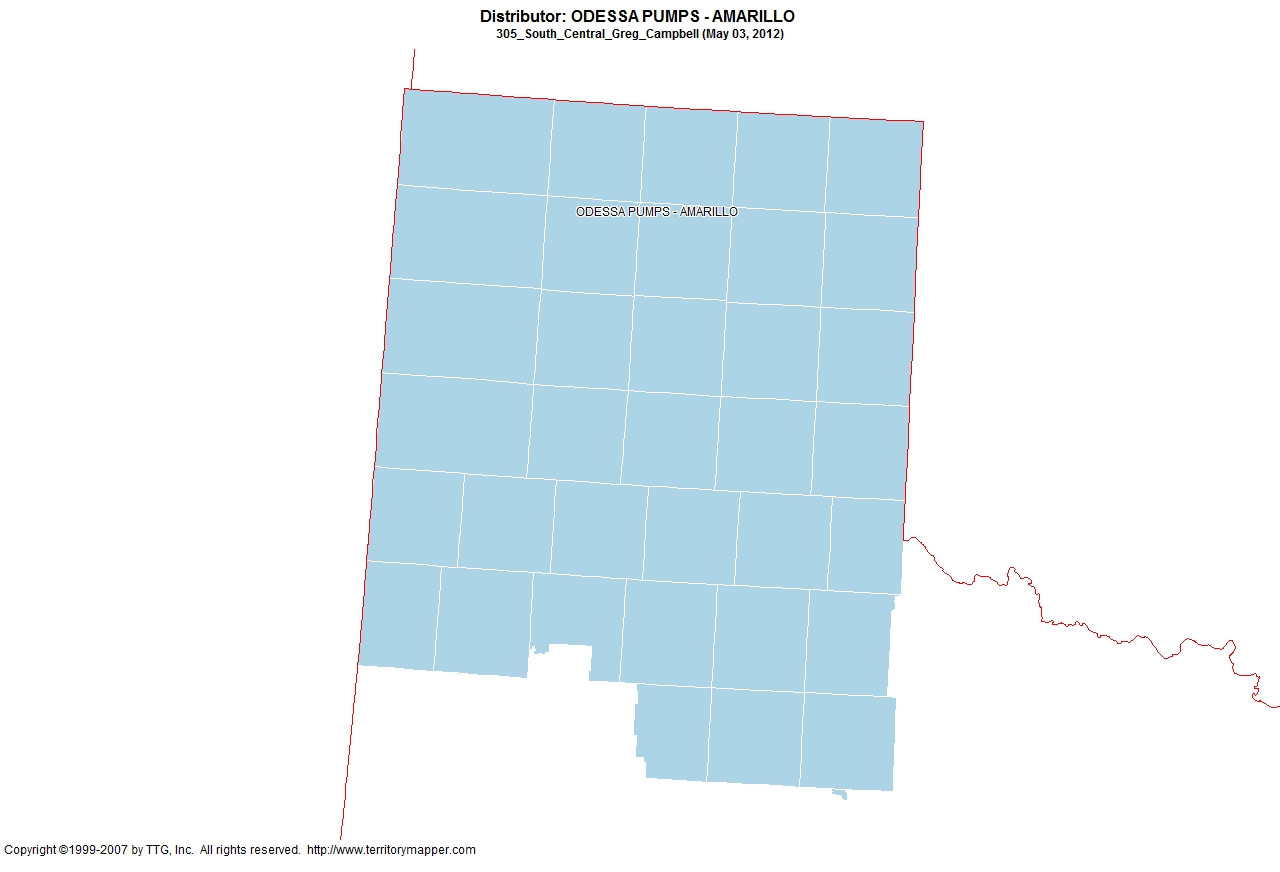 Distributor: ODESSA PUMPS - AMARILLO
305_South_Central_Greg_Campbell (May 03, 2012)
ODESSA PUMPS - AMARILLO
Copyright ©1999-2007 by TTG, Inc.  All rights reserved.  http://www.territorymapper.com